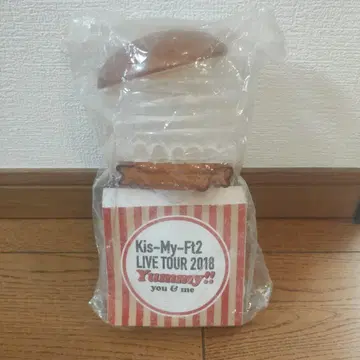 Kis-My-Ft2
LIVE TOUR 2018
Yummy!!
you & me